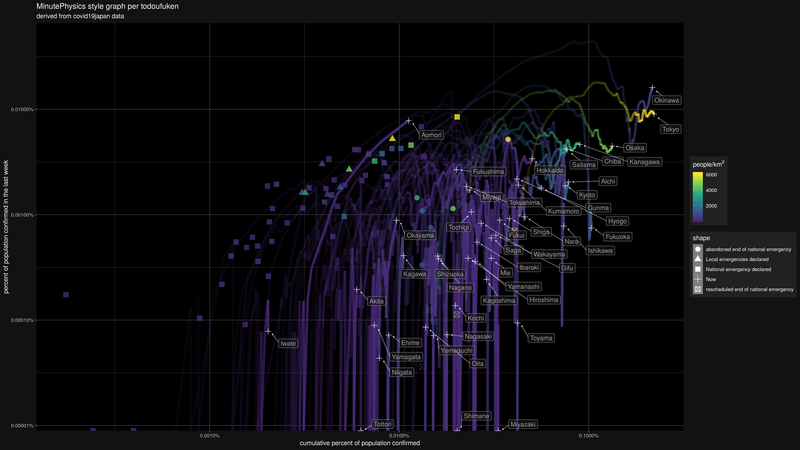 MinutePhysics style graph per todoufuken
derived from covid19japan data
percent of population confirmed in the last week
0.01000%
0.00100%
0.00010%
0.00001%
Okinawa
Tokyo
Aomori
Osaka
Kanagawa
Chiba
Saitama
Hokkaido
Fukushima
Aichi
Miyagi
Kyoto
Tokushima
Gunma
Kumamoto
Hyogo
Tochigi
Okayama
Fukui
Shiga
Fukuoka
Nara
Ishikawa
Saga
Wakayama
Ibaraki
Gifu
Kagawa
Shizuoka
Mie
Nagano
Yamanashi
Akita
Kagoshima
Hiroshima
Kochi
Iwate
Ehime
Nagasaki
Toyama
Yamaguchi
Yamagata
Oita
Niigata
Shimane
Tottori
Miyazaki
0.0010%
0.0100%
0.1000%
cumulative percent of population confirmed
people/km²
6000
4000
2000
shape
abandoned end of national emergency
Local emergencies declared
National emergency declared
Now
rescheduled end of national emergency